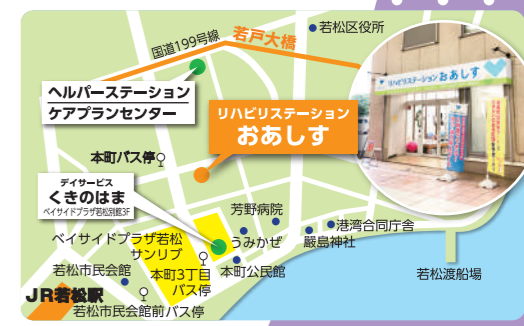 若松区役所
国道199号線
若戸大橋
リハビリステーション おあしす
ヘルパーステーション
ケアプランセンター
リハビリステーション
おあしす
本町バス停
デイサービス
くきのはま
ベイサイドプラザ若松別館3F
芳野病院
港湾合同庁舎
ベイサイドプラザ若松
サンリブ
うみかぜ
厳島神社
若松市民会館
本町3丁目
バス停
本町公民館
若松渡船場
JR若松駅
若松市民会館前バス停